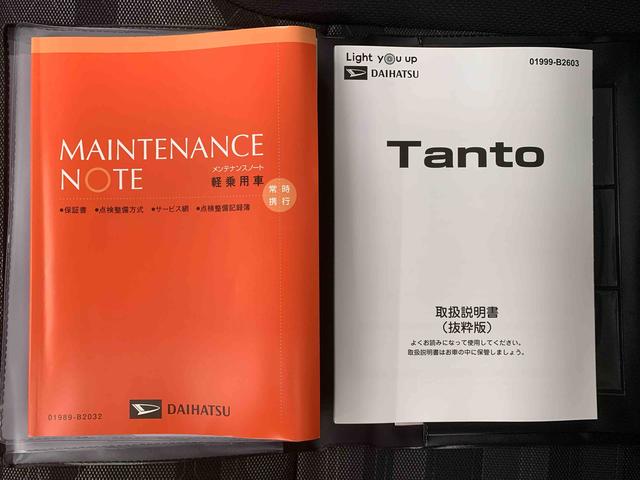 MAINTENANCE
NOTE
メンテナンスノート
軽乗用車
常時
携行
●保証書 ●点検整備方式 ●サービス網 ●点検整備記録簿
01989-B2032
DAIHATSU
Light you up
DAIHATSU
01999-B2603
Tanto
取扱説明書
（抜粋版）
よくお読みになって使用してください。
取扱説明書はお車の中に保管しましょう。